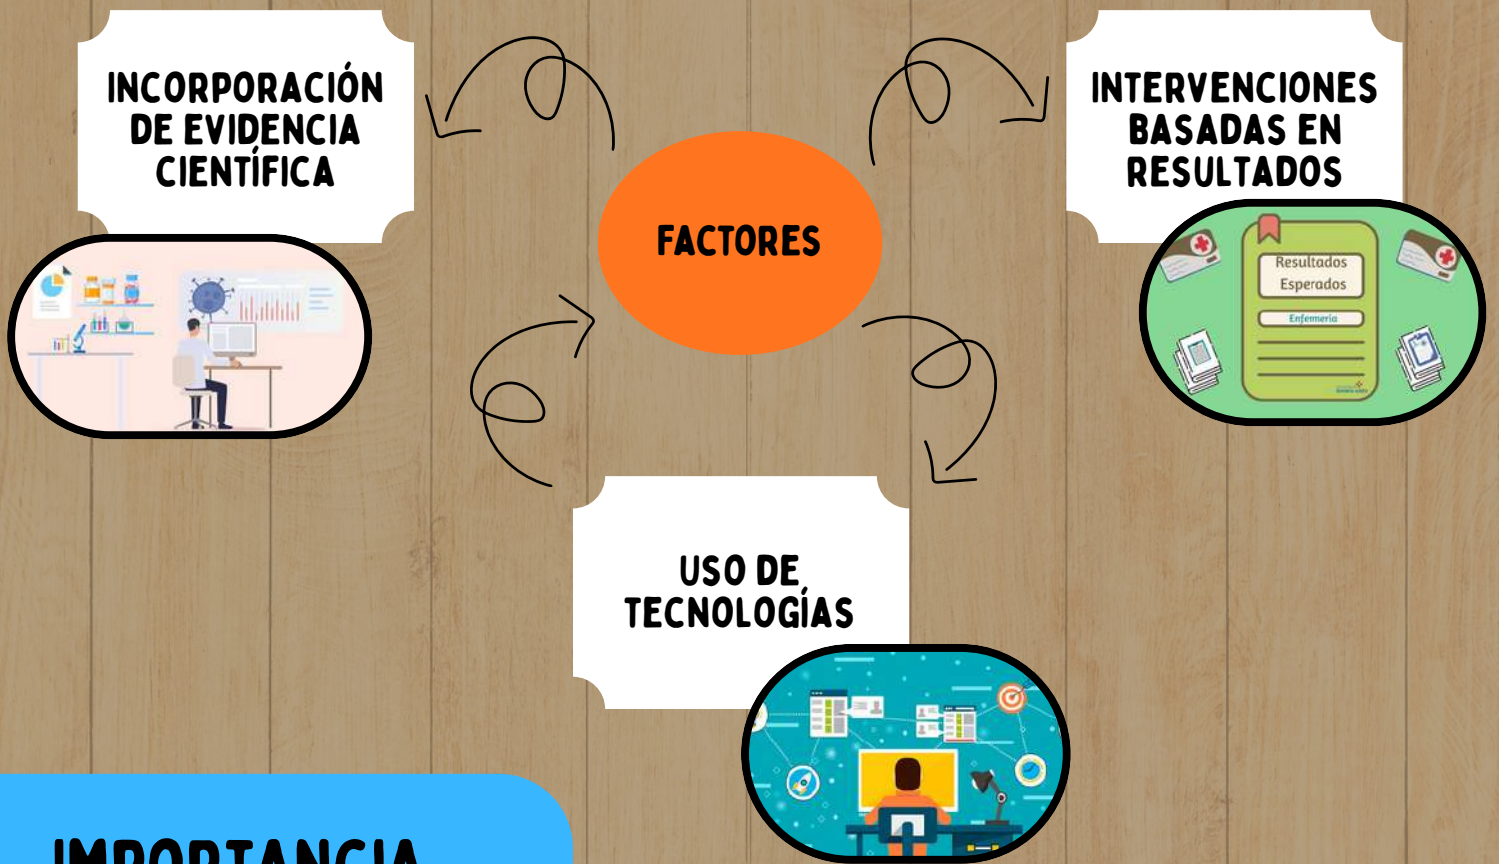 INCORPORACIÓN
DE EVIDENCIA
CIENTÍFICA
INTERVENCIONES
BASADAS EN
RESULTADOS
FACTORES
Resultados
Esperados
Enfermería
USO DE
TECNOLOGÍAS
IMPORTANCIA